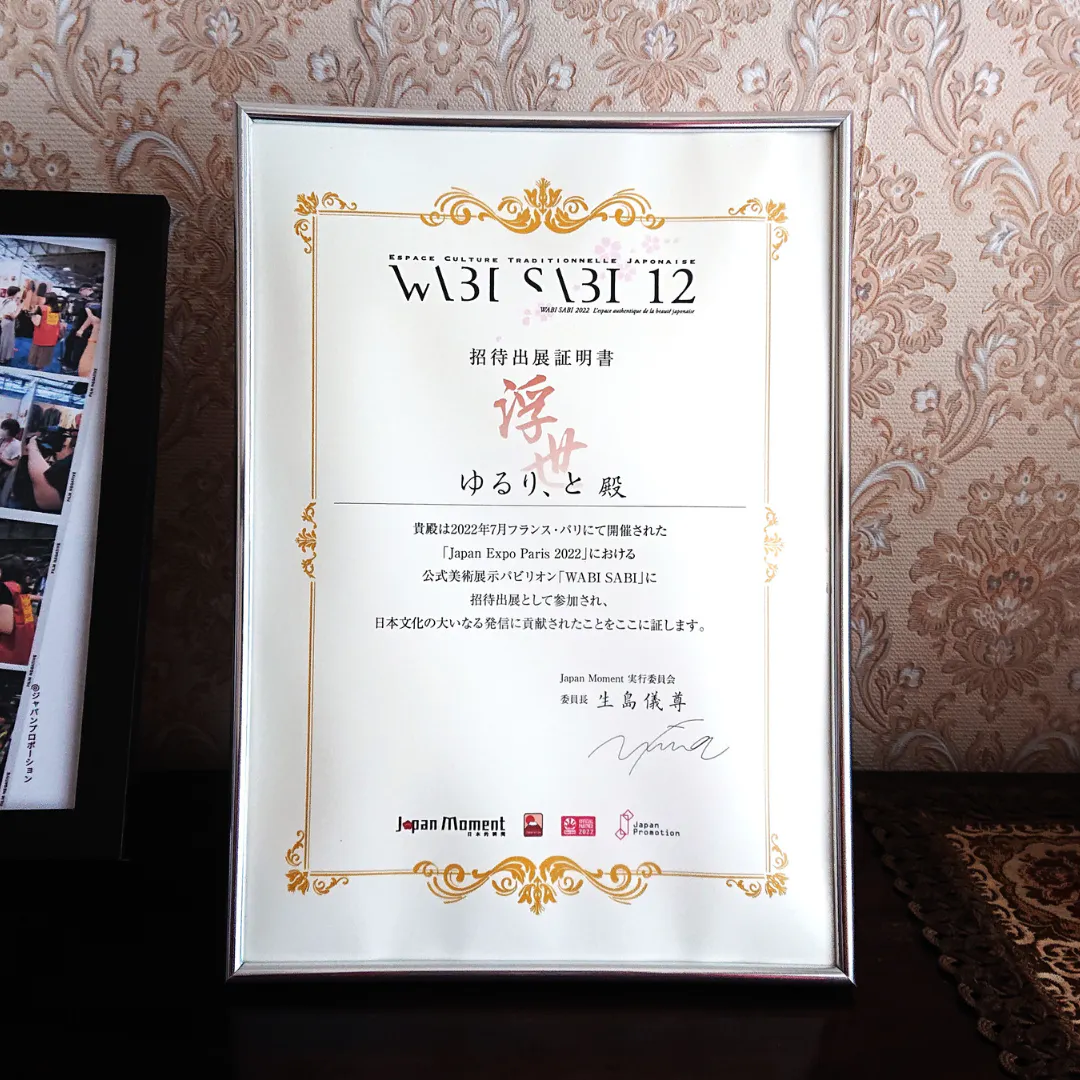 ESPACE CULTURE TRADITIONNELLE JAPONAISE
WABI SABI 12
WABI SABI 2022 L'espace authentique de la beauté japonaise
招待出展証明書
浮世
ゆるり、と 殿
貴殿は2022年7月フランス・パリにて開催された
「Japan Expo Paris 2022」における
公式美術展示パビリオン「WABI SABI」に
招待出展として参加され、
日本文化の大いなる発信に貢献されたことをここに証します。
Japan Moment 実行委員会
委員長 生島儀尊
Japan Moment
日本的瞬間
2022
Japan
Promotion
@ジャパンプロポーション